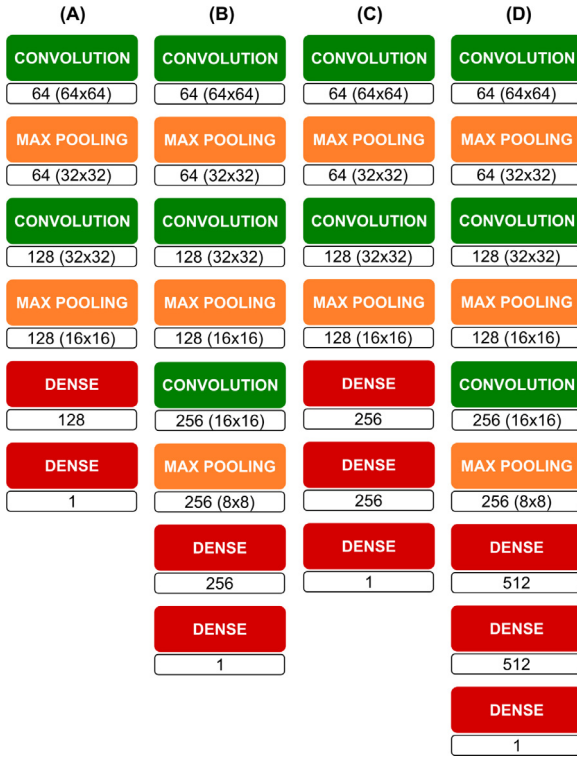 (A) (B) (C) (D)
CONVOLUTION CONVOLUTION CONVOLUTION CONVOLUTION
64 (64x64) 64 (64x64) 64 (64x64) 64 (64x64)
MAX POOLING MAX POOLING MAX POOLING MAX POOLING
64 (32x32) 64 (32x32) 64 (32x32) 64 (32x32)
CONVOLUTION CONVOLUTION CONVOLUTION CONVOLUTION
128 (32x32) 128 (32x32) 128 (32x32) 128 (32x32)
MAX POOLING MAX POOLING MAX POOLING MAX POOLING
128 (16x16) 128 (16x16) 128 (16x16) 128 (16x16)
DENSE CONVOLUTION DENSE CONVOLUTION
128 256 (16x16) 256 256 (16x16)
DENSE MAX POOLING DENSE MAX POOLING
1 256 (8x8) 256 256 (8x8)
DENSE DENSE DENSE
256 1 512
DENSE DENSE
1 512
DENSE
1